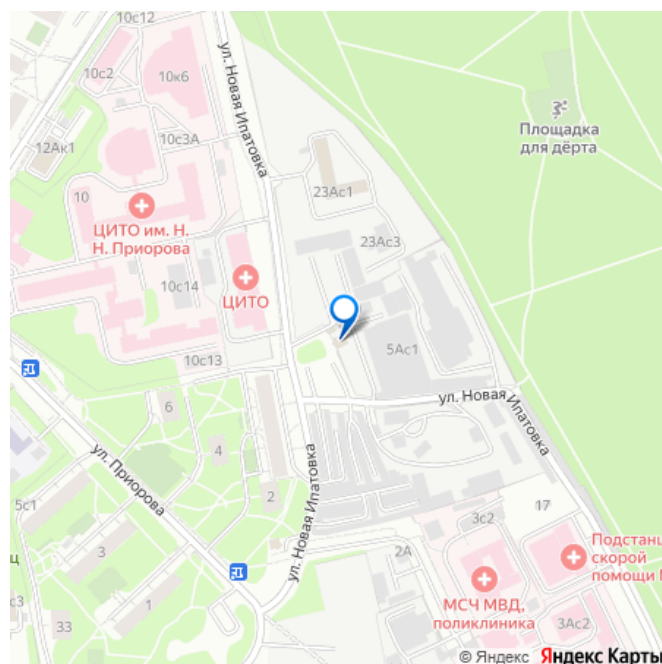 10с12
10с2
10к6
ул. Новая Ипатовка
10с3А
12Ак1
Площадка
для дёрта
10
23Ас1
ЦИТО им. Н.
Н. Приорова
23Ас3
10с14
ЦИТО
5Ас1
10с13
ул. Новая Ипатовка
6
4
ул. Приорова
2
ул. Новая Ипатовка
5с1
3
17
3с2
Подстанц
скорой
помощи М
2А
ц
МСЧ МВД,
поликлиника
1
с3
33
3Ас2
© Яндекс Яндекс Карты